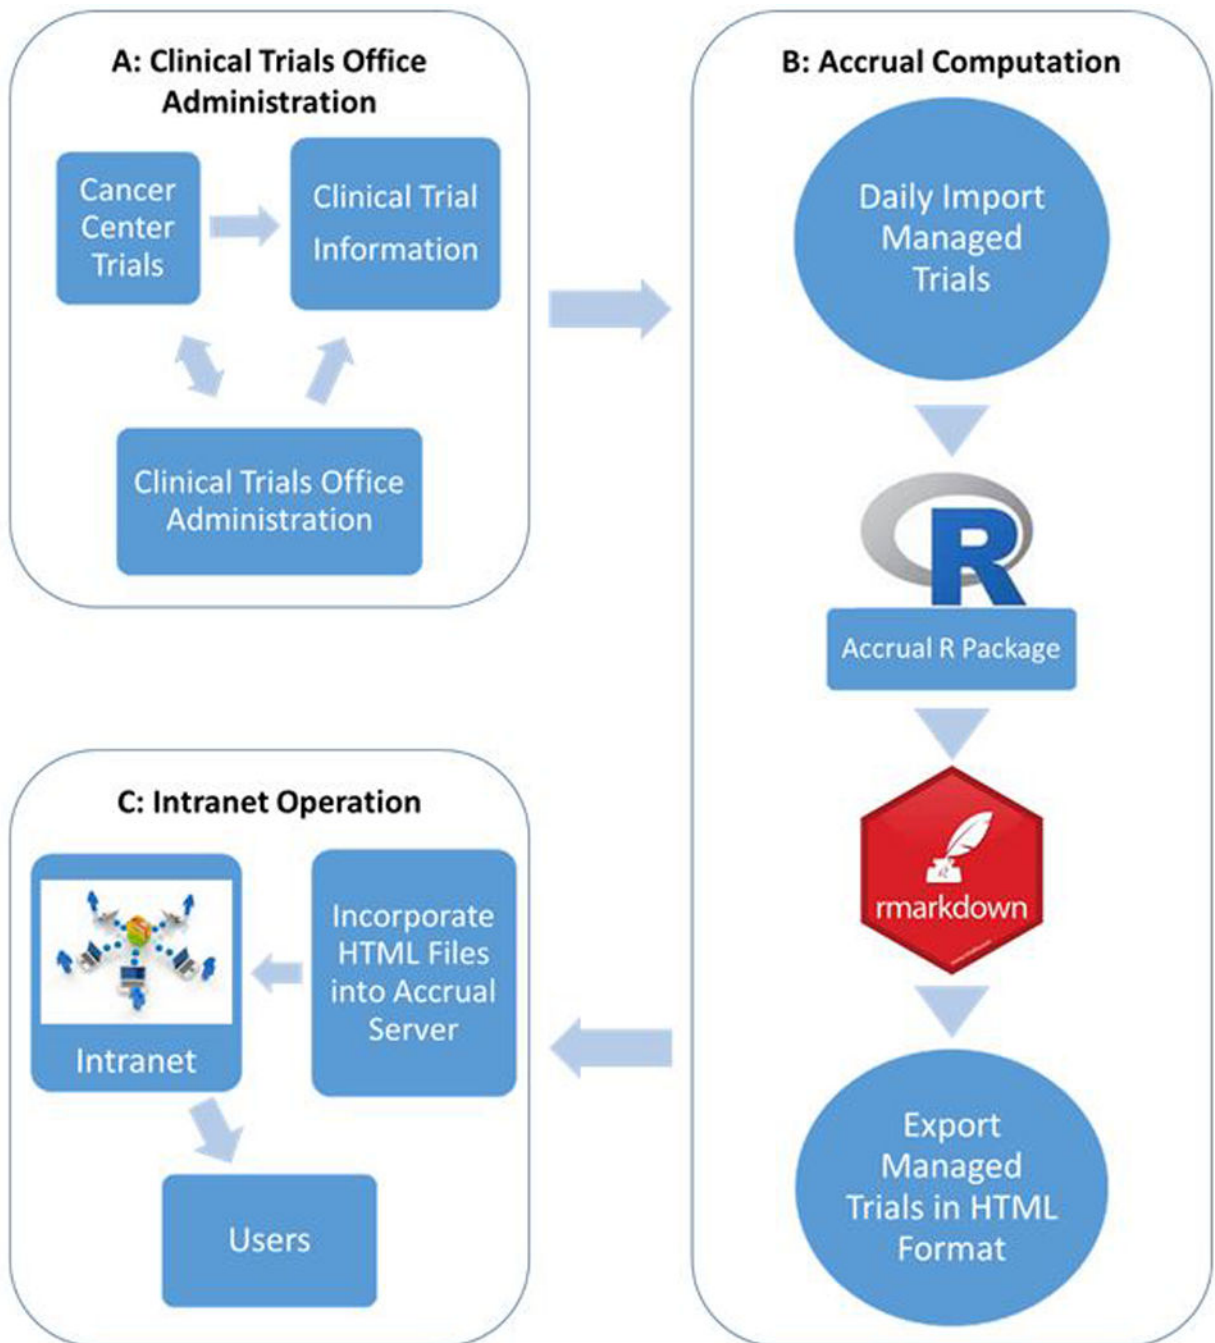 A: Clinical Trials Office
Administration
Cancer
Center
Trials
Clinical Trial
Information
Clinical Trials Office
Administration
B: Accrual Computation
Daily Import
Managed
Trials
R
Accrual R Package
rmarkdown
Export
Managed
Trials in HTML
Format
C: Intranet Operation
Incorporate
HTML Files
into Accrual
Server
Intranet
Users